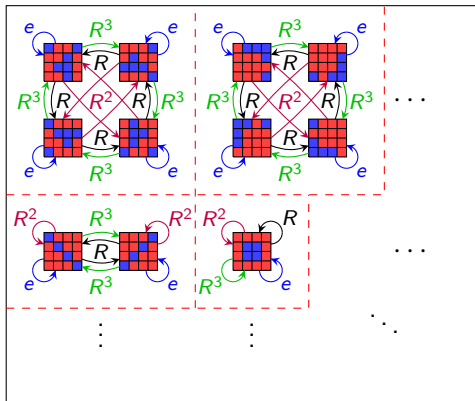 e R³ e e R³ e
R R
R³ R R² R R³ R³ R R² R R³ ...
R R
e R³ e e R³ e
R² R³ R² R² R
R ...
e R³ e R³ e
⋮ ⋮ ⋱